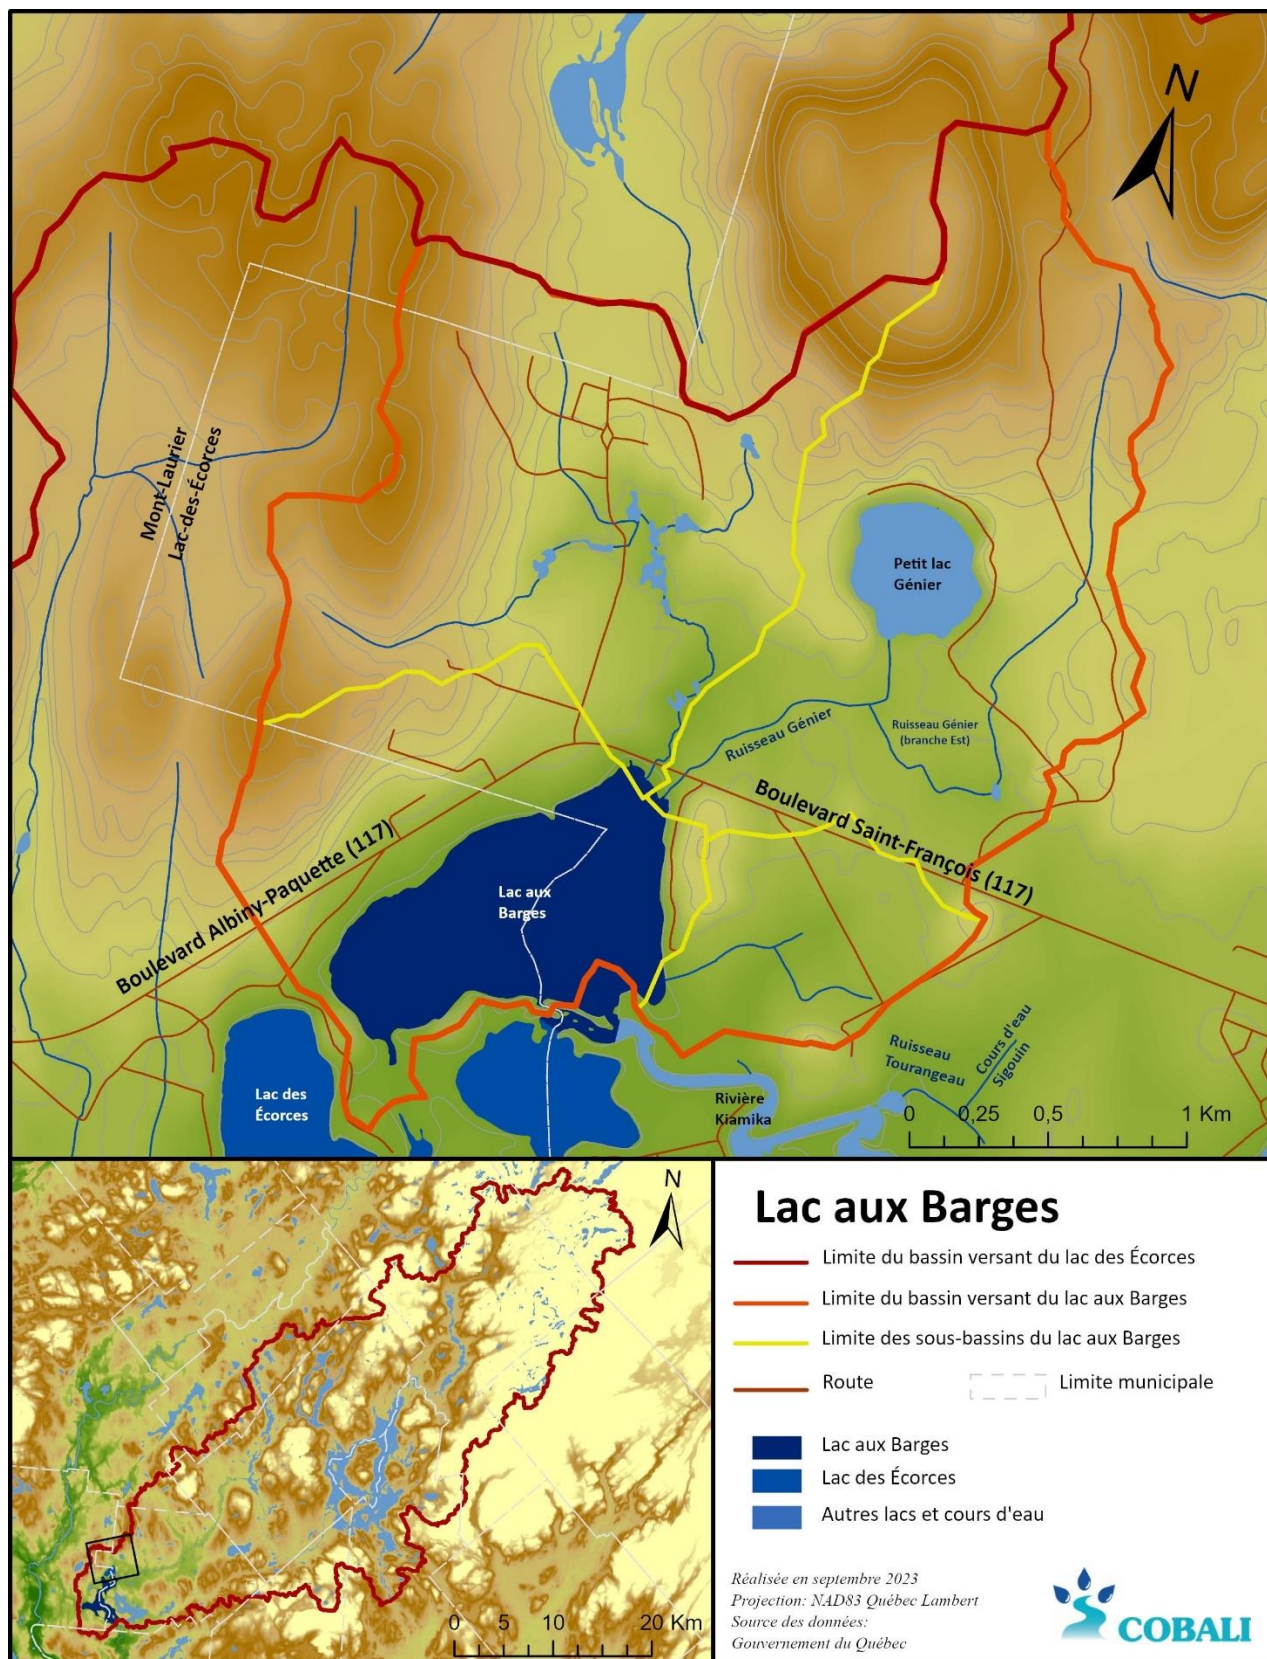 N
Mont-Laurier
Lac-des-Écorces
Petit lac
Génier
Ruisseau Génier
Ruisseau Génier
(branche Est)
Boulevard Saint-François (117)
Boulevard Albiny-Paquette (117)
Lac aux
Barges
Lac des
Écorces
Rivière
Kiamika
Ruisseau
Tourangeau
Cours d'eau
Sigouin
0 0,25 0,5 1 Km
N
0 10 20 Km
Lac aux Barges
Limite du bassin versant du lac des Écorces
Limite du bassin versant du lac aux Barges
Limite des sous-bassins du lac aux Barges
Route Limite municipale
Lac aux Barges
Lac des Écorces
Autres lacs et cours d'eau
Réalisée en septembre 2023
Projection: NAD83 Québec Lambert
Source des données:
Gouvernement du Québec
COBALI